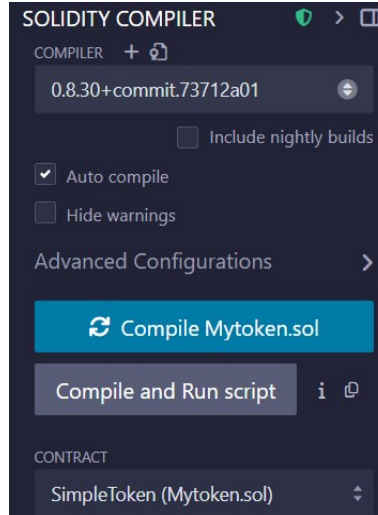 SOLIDITY COMPILER
COMPILER
0.8.30+commit.73712a01
Include nightly builds
Auto compile
Hide warnings
Advanced Configurations
Compile Mytoken.sol
Compile and Run script
CONTRACT
SimpleToken (Mytoken.sol)